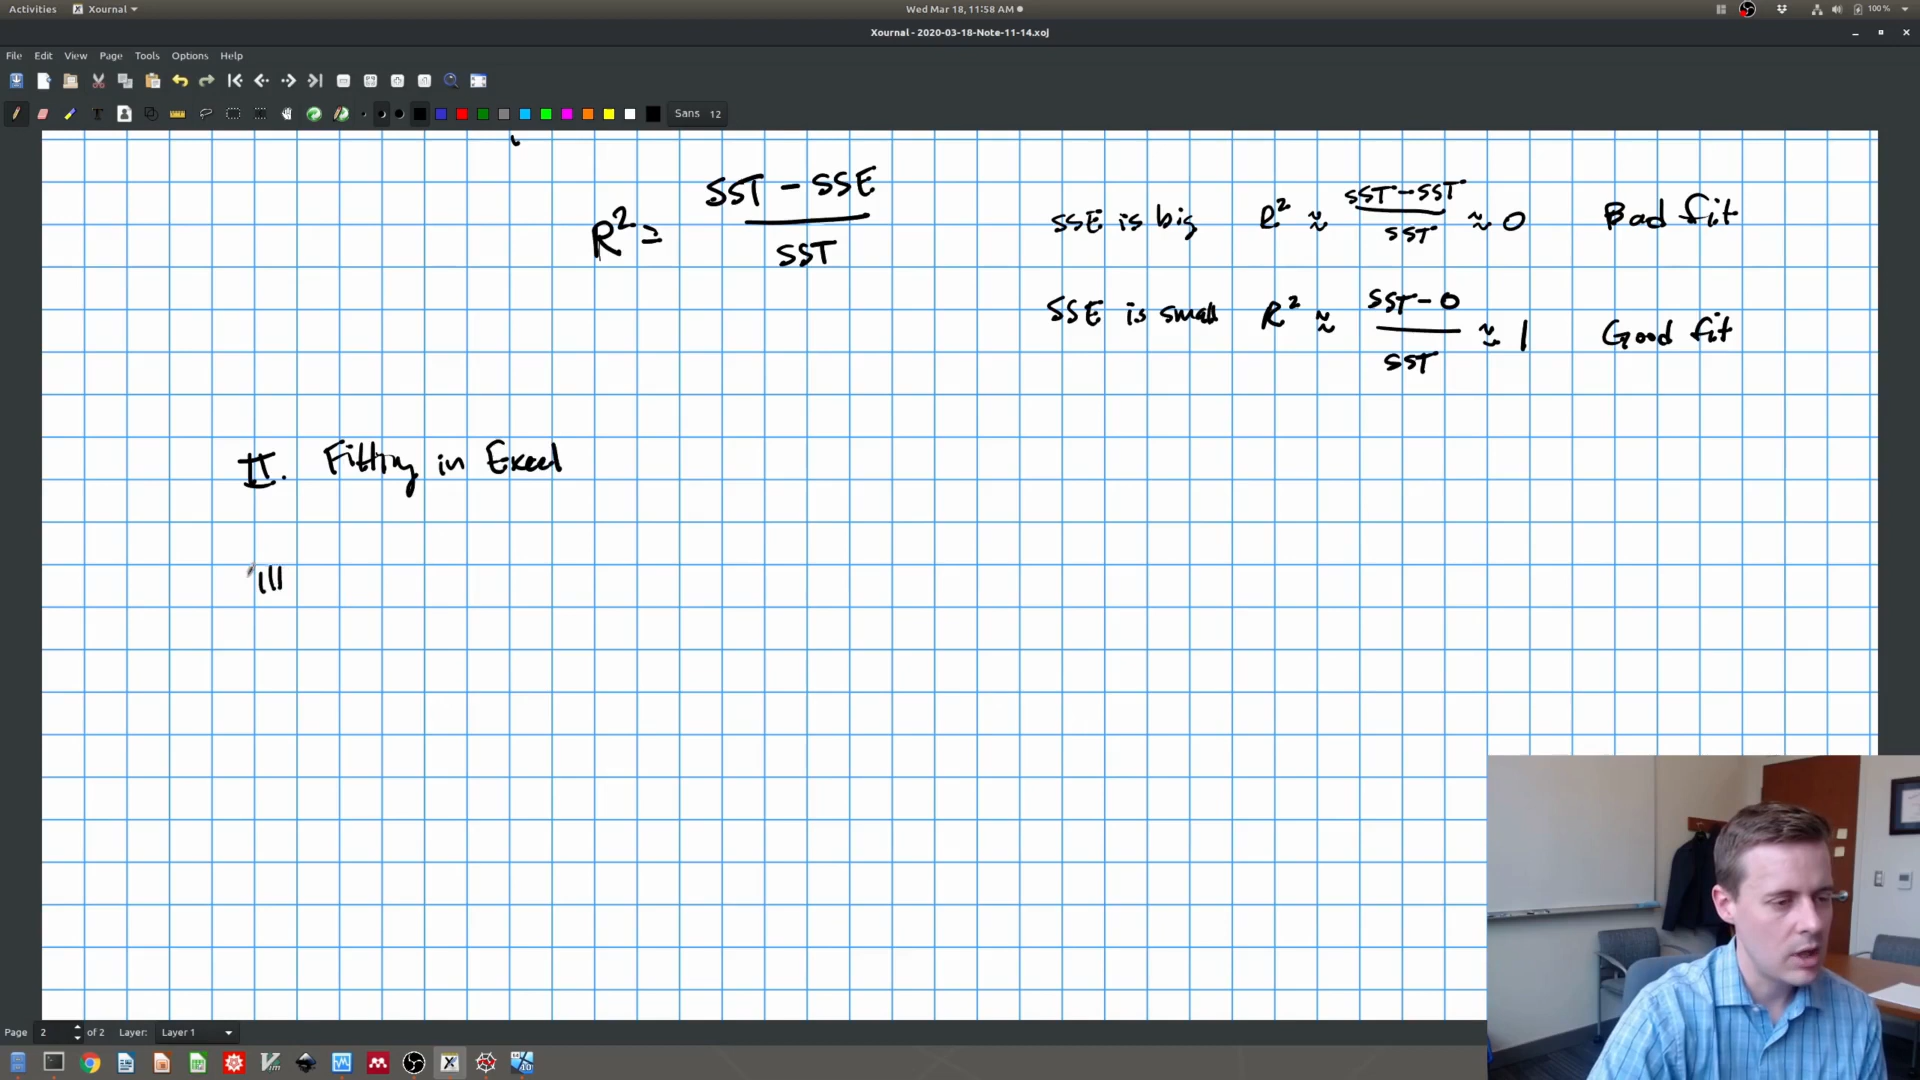 Activities Xournal Wed Mar 18, 11:58 AM 100 %
Xournal - 2020-03-18-Note-11-14.xoj
File Edit View Page Tools Options Help
Sans 12
R² = (SST - SSE) / SST
SSE is big R² ≈ (SST - SST) / SST ≈ 0 Bad fit
SSE is small R² ≈ (SST - 0) / SST ≈ 1 Good fit
II. Fitting in Excel
III
Page 2 of 2 Layer: Layer 1